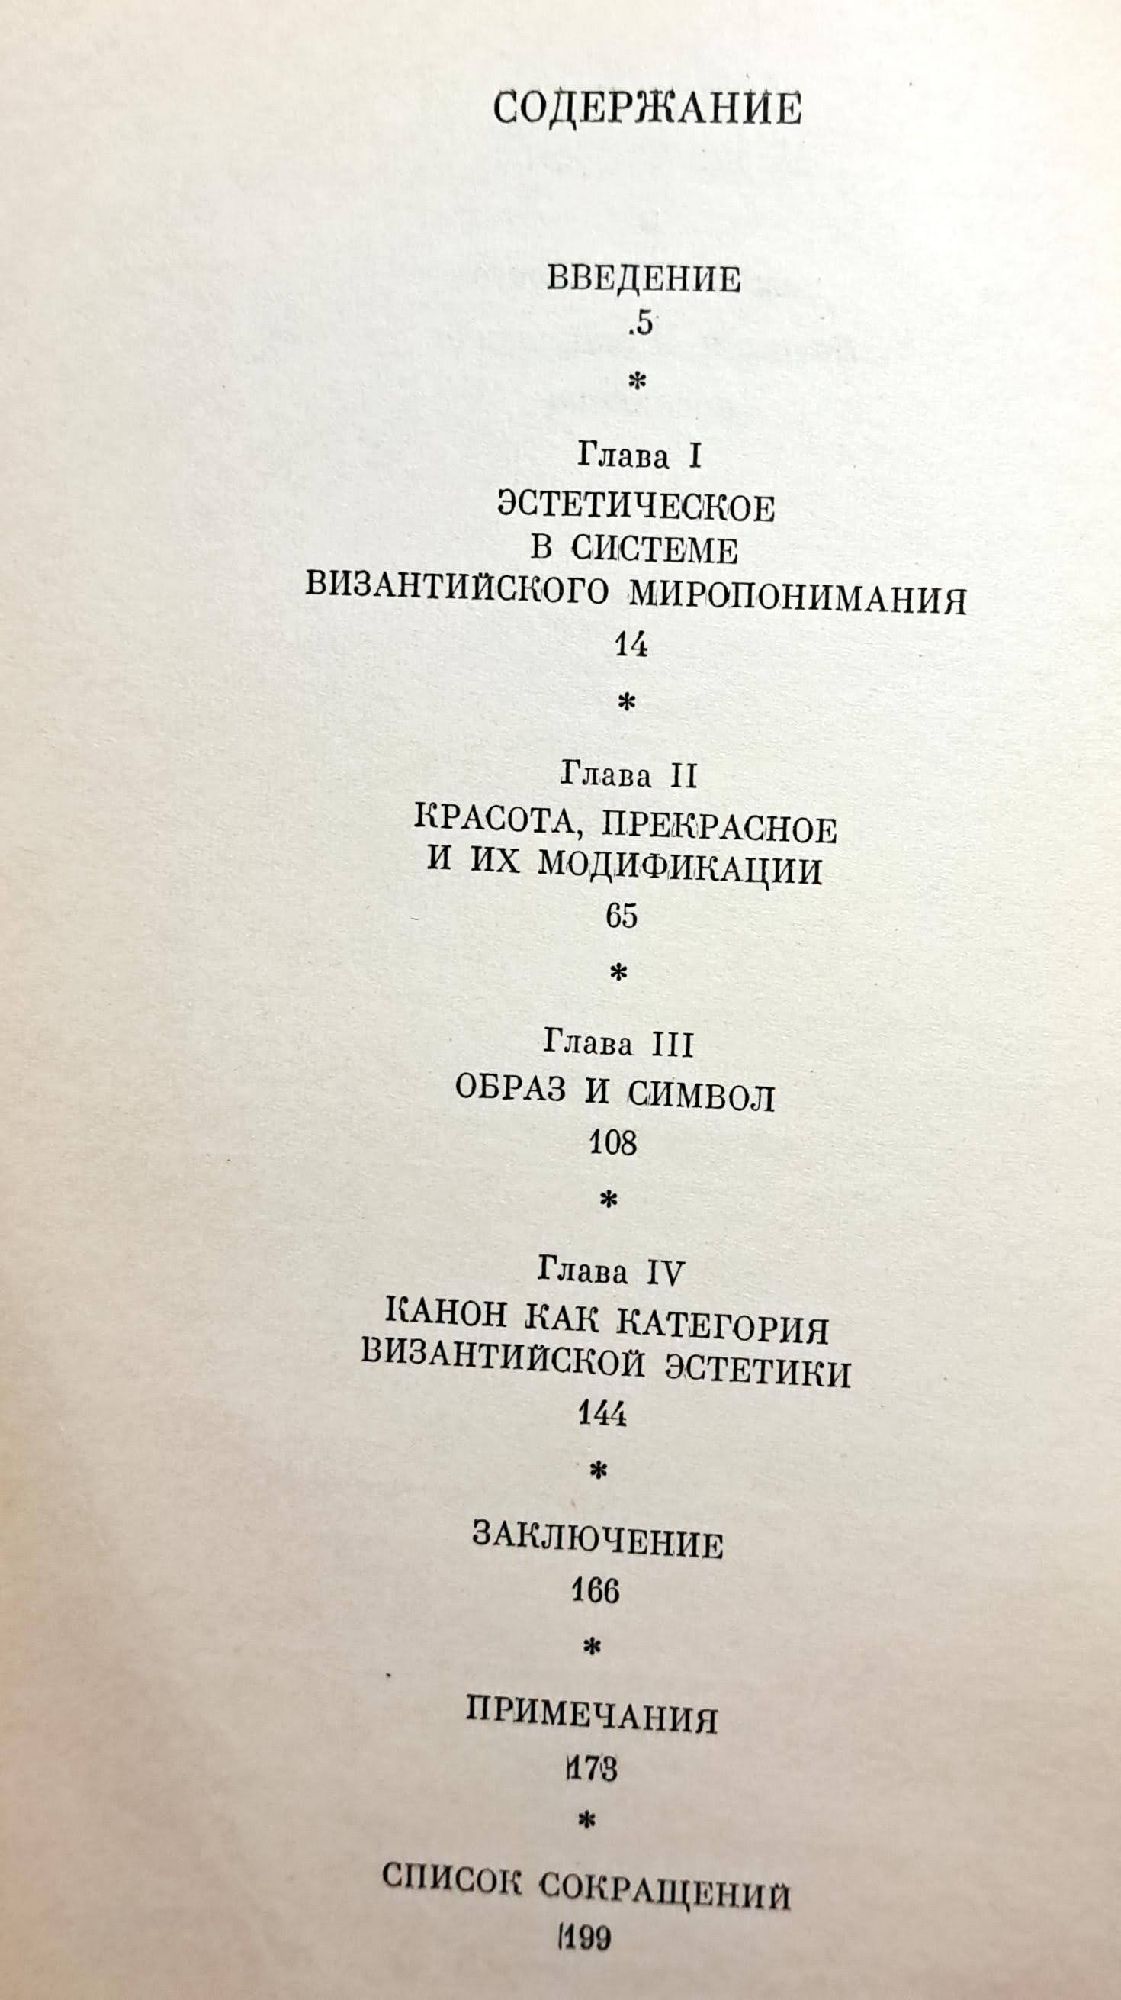 СОДЕРЖАНИЕ
ВВЕДЕНИЕ
.5
*
Глава I
ЭСТЕТИЧЕСКОЕ
В СИСТЕМЕ
ВИЗАНТИЙСКОГО МИРОПОНИМАНИЯ
14
*
Глава II
КРАСОТА, ПРЕКРАСНОЕ
И ИХ МОДИФИКАЦИИ
65
*
Глава III
ОБРАЗ И СИМВОЛ
108
*
Глава IV
КАНОН КАК КАТЕГОРИЯ
ВИЗАНТИЙСКОЙ ЭСТЕТИКИ
144
*
ЗАКЛЮЧЕНИЕ
166
*
ПРИМЕЧАНИЯ
173
*
СПИСОК СОКРАЩЕНИЙ
199